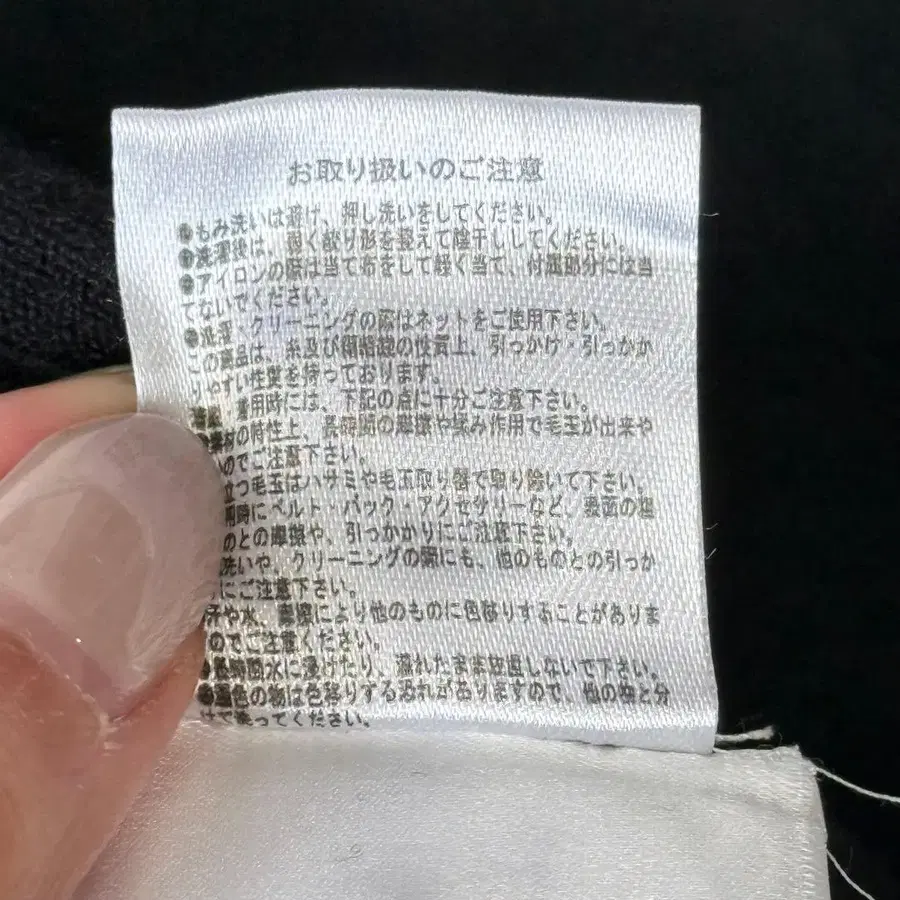 お取り扱いのご注意
●もみ洗いは避け、押し洗いをしてください。
●洗濯後は、弱く絞り形を整えて陰干ししてください。
●アイロンの際は当て布をして軽く当て、付属部分には当
てないでください。
●洗濯・クリーニングの際はネットをご使用下さい。
この商品は、糸及び編組織の性質上、引っかけ・引っかか
りやすい性質を持っております。
着用時には、下記の点に十分ご注意下さい。
の特性上、長時間の摩擦や揉み作用で毛玉が出来や
のでご注意下さい。
立つ毛玉はハサミや毛玉取り器で取り除いて下さい。
用時にベルト・バック・アクセサリーなど、表面の粗
のとの摩擦や、引っかかりにご注意下さい。
洗いや、クリーニングの際にも、他のものとの引っか
にご注意下さい。
汗や水、摩擦により他のものに色移りすることがありま
のでご注意ください。
●長時間水に浸けたり、濡れたまま放置しないで下さい。
●濃色の物は色移りする恐れがありますので、他の物と分
けて洗ってください。